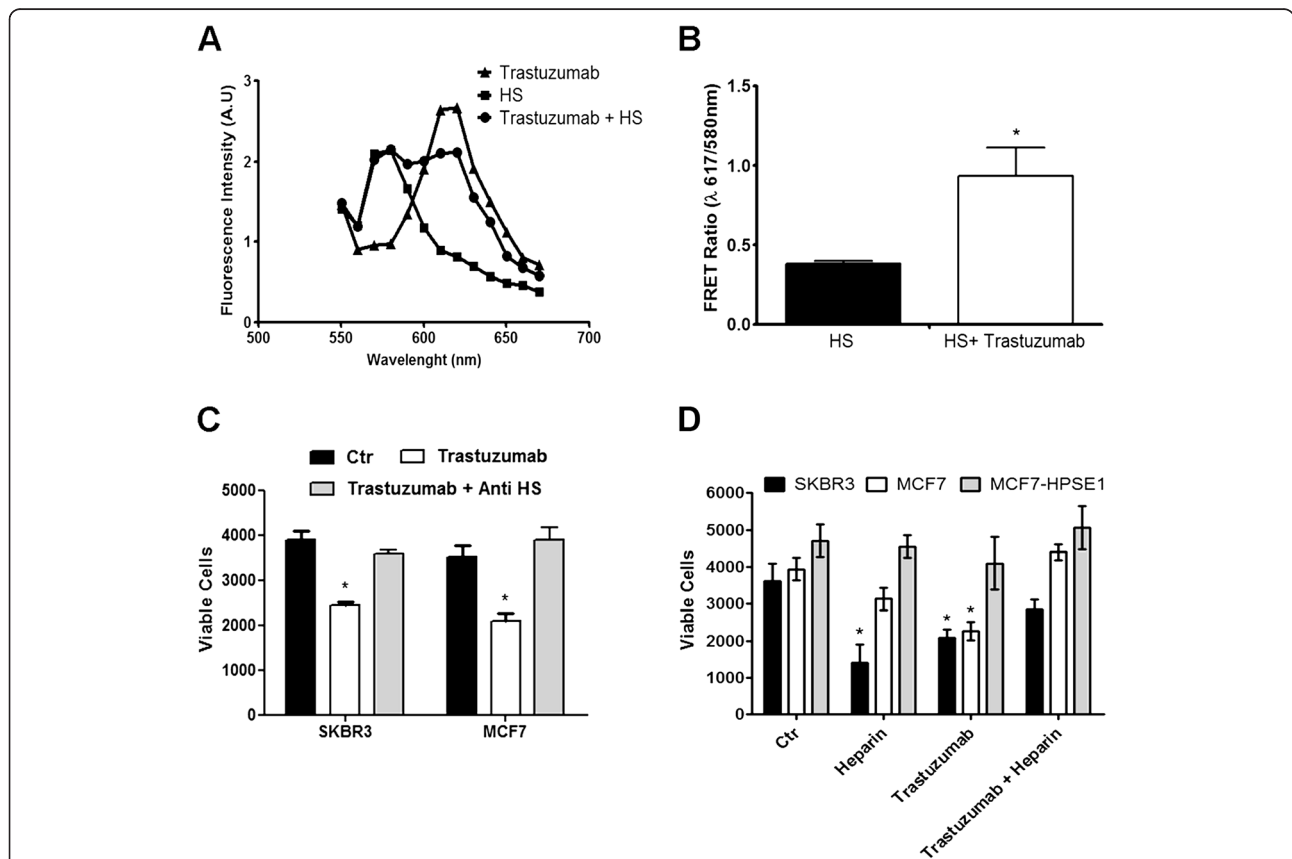 A
Trastuzumab
HS
Trastuzumab + HS
Fluorescence Intensity (A.U)
3
2
1
0
500
550
600
650
700
Wavelenght (nm)
B
FRET Ratio (λ 617/580nm)
1.5
1.0
0.5
0.0
*
HS
HS+ Trastuzumab
C
Ctr
Trastuzumab
Trastuzumab + Anti HS
Viable Cells
5000
4000
3000
2000
1000
0
*
*
SKBR3
MCF7
D
SKBR3
MCF7
MCF7-HPSE1
Viable Cells
6000
5000
4000
3000
2000
1000
0
*
*
*
Ctr
Heparin
Trastuzumab
Trastuzumab + Heparin